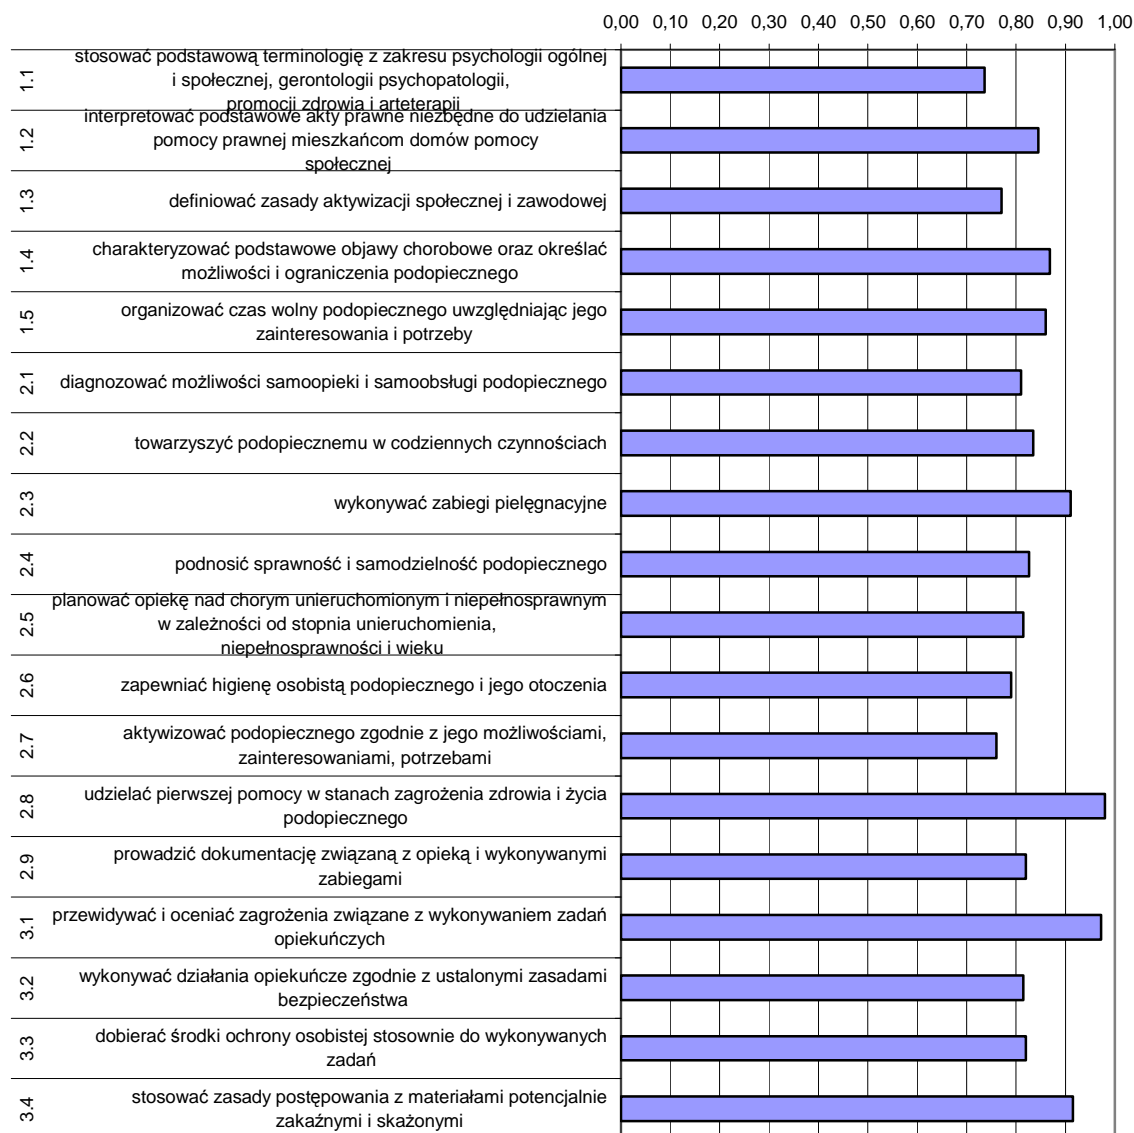 0,00 0,10 0,20 0,30 0,40 0,50 0,60 0,70 0,80 0,90 1,00
1.1
stosować podstawową terminologię z zakresu psychologii ogólnej
i społecznej, gerontologii psychopatologii,
promocji zdrowia i arteterapii
1.2
interpretować podstawowe akty prawne niezbędne do udzielania
pomocy prawnej mieszkańcom domów pomocy
społecznej
1.3
definiować zasady aktywizacji społecznej i zawodowej
1.4
charakteryzować podstawowe objawy chorobowe oraz określać
możliwości i ograniczenia podopiecznego
1.5
organizować czas wolny podopiecznego uwzględniając jego
zainteresowania i potrzeby
2.1
diagnozować możliwości samoopieki i samoobsługi podopiecznego
2.2
towarzyszyć podopiecznemu w codziennych czynnościach
2.3
wykonywać zabiegi pielęgnacyjne
2.4
podnosić sprawność i samodzielność podopiecznego
2.5
planować opiekę nad chorym unieruchomionym i niepełnosprawnym
w zależności od stopnia unieruchomienia,
niepełnosprawności i wieku
2.6
zapewniać higienę osobistą podopiecznego i jego otoczenia
2.7
aktywizować podopiecznego zgodnie z jego możliwościami,
zainteresowaniami, potrzebami
2.8
udzielać pierwszej pomocy w stanach zagrożenia zdrowia i życia
podopiecznego
2.9
prowadzić dokumentację związaną z opieką i wykonywanymi
zabiegami
3.1
przewidywać i oceniać zagrożenia związane z wykonywaniem zadań
opiekuńczych
3.2
wykonywać działania opiekuńcze zgodnie z ustalonymi zasadami
bezpieczeństwa
3.3
dobierać środki ochrony osobistej stosownie do wykonywanych
zadań
3.4
stosować zasady postępowania z materiałami potencjalnie
zakaźnymi i skażonymi